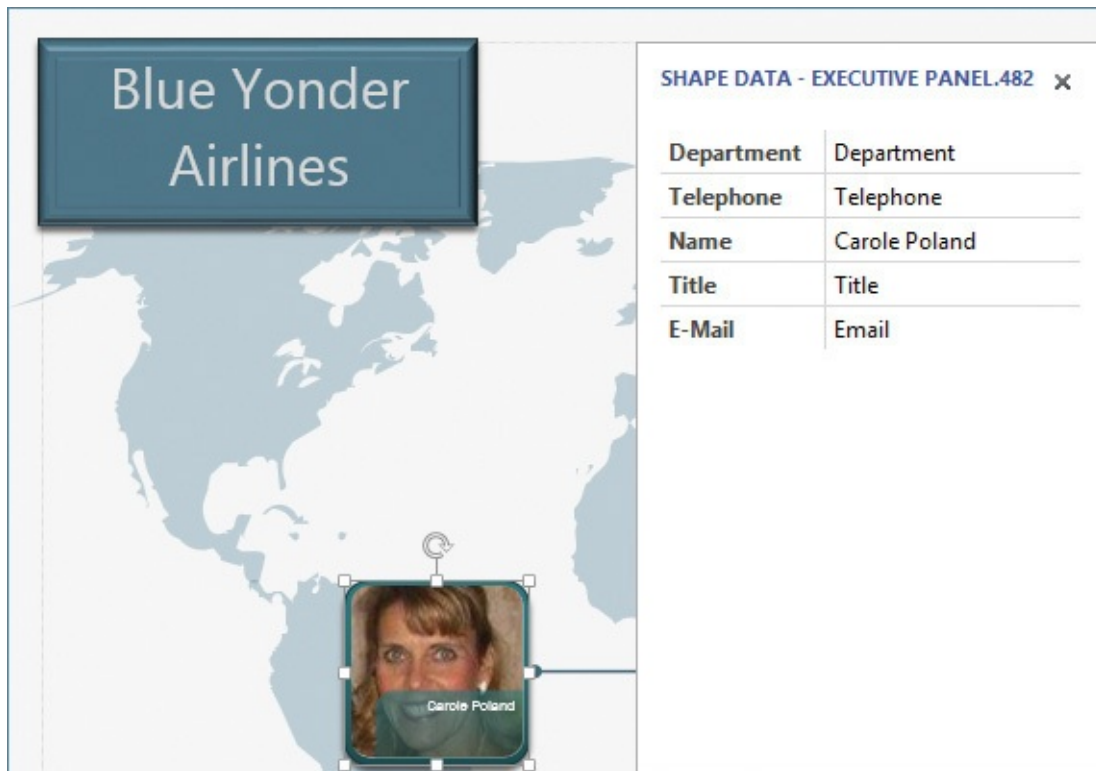 Blue Yonder
Airlines
SHAPE DATA - EXECUTIVE PANEL.482
Department Department
Telephone Telephone
Name Carole Poland
Title Title
E-Mail Email
Carole Poland